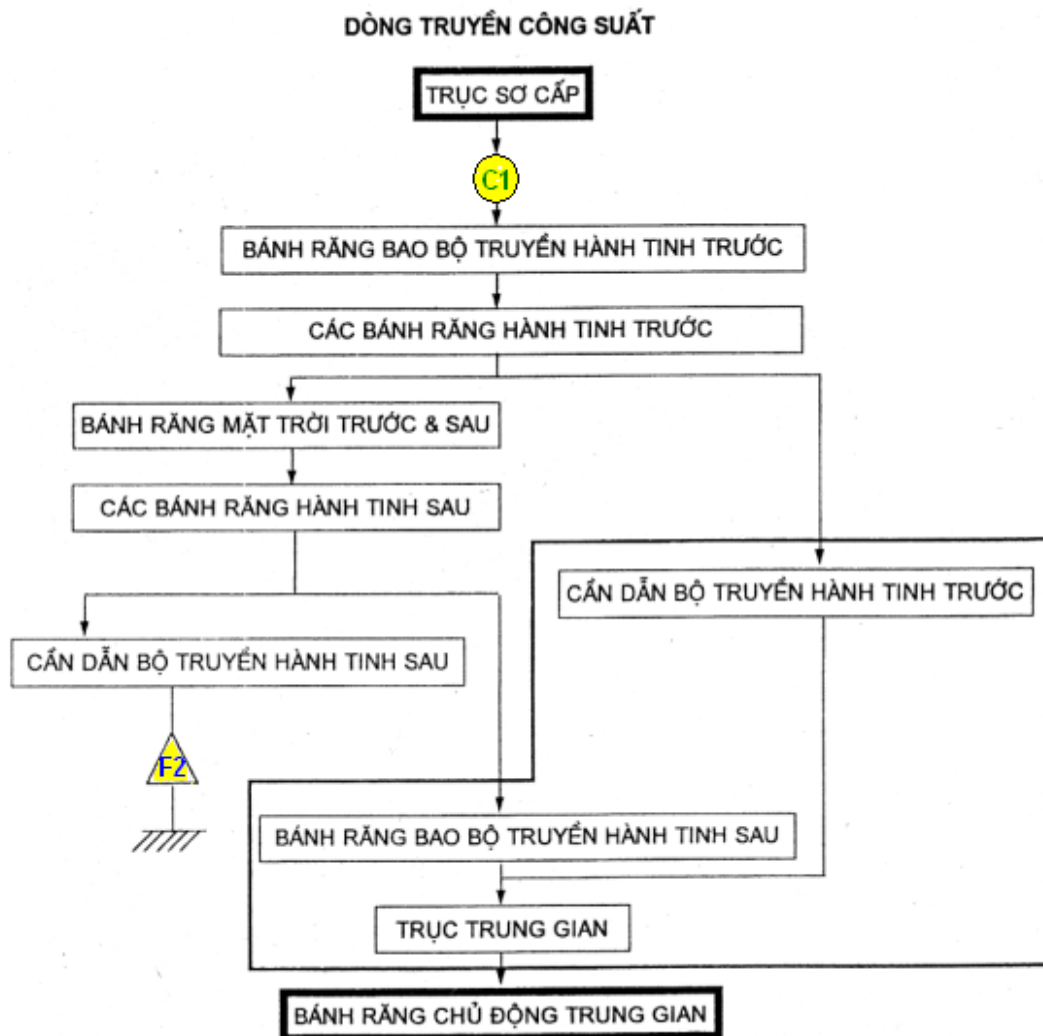 DÒNG TRUYỀN CÔNG SUẤT
TRỤC SƠ CẤP
C1
BÁNH RĂNG BAO BỘ TRUYỀN HÀNH TINH TRƯỚC
CÁC BÁNH RĂNG HÀNH TINH TRƯỚC
BÁNH RĂNG MẶT TRỜI TRƯỚC & SAU
CÁC BÁNH RĂNG HÀNH TINH SAU
CẦN DẪN BỘ TRUYỀN HÀNH TINH TRƯỚC
CẦN DẪN BỘ TRUYỀN HÀNH TINH SAU
F2
BÁNH RĂNG BAO BỘ TRUYỀN HÀNH TINH SAU
TRỤC TRUNG GIAN
BÁNH RĂNG CHỦ ĐỘNG TRUNG GIAN